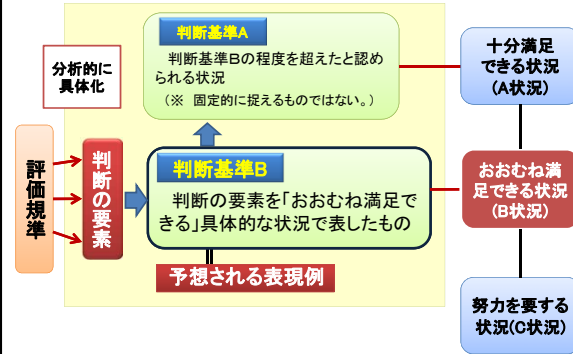 分析的に
具体化
評価規準
判断の要素
判断基準A
判断基準Bの程度を超えたと認め
られる状況
(※ 固定的に捉えるものではない。)
判断基準B
判断の要素を「おおむね満足で
きる」具体的な状況で表したもの
予想される表現例
十分満足
できる状況
(A状況)
おおむね満
足できる状況
(B状況)
努力を要する
状況(C状況)